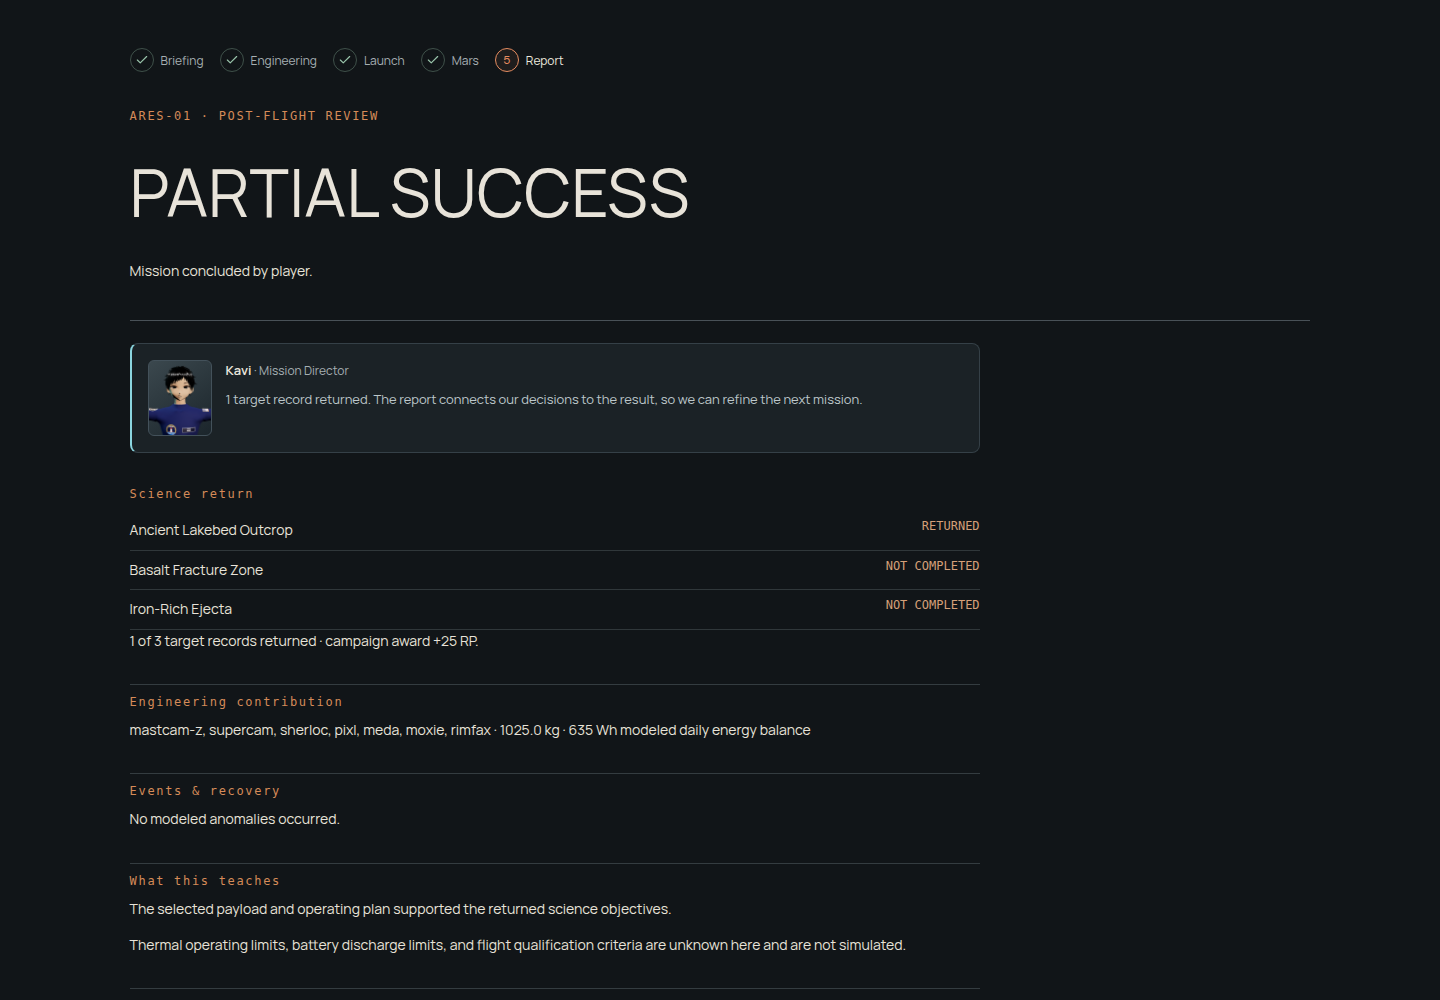 Briefing Engineering Launch Mars 5 Report
ARES-01 · POST-FLIGHT REVIEW
PARTIAL SUCCESS
Mission concluded by player.
Kavi · Mission Director
1 target record returned. The report connects our decisions to the result, so we can refine the next mission.
Science return
Ancient Lakebed Outcrop RETURNED
Basalt Fracture Zone NOT COMPLETED
Iron-Rich Ejecta NOT COMPLETED
1 of 3 target records returned · campaign award +25 RP.
Engineering contribution
mastcam-z, supercam, sherloc, pixl, meda, moxie, rimfax · 1025.0 kg · 635 Wh modeled daily energy balance
Events & recovery
No modeled anomalies occurred.
What this teaches
The selected payload and operating plan supported the returned science objectives.
Thermal operating limits, battery discharge limits, and flight qualification criteria are unknown here and are not simulated.